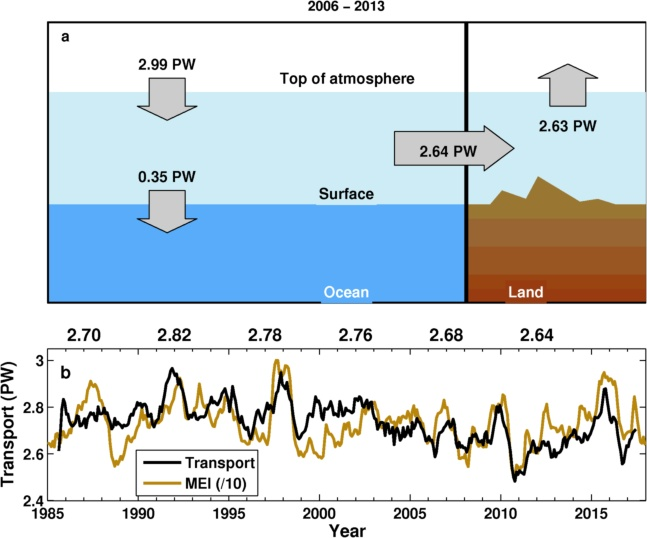 2006 – 2013
a
2.99 PW
Top of atmosphere
2.63 PW
2.64 PW
0.35 PW
Surface
Ocean Land
2.70 2.82 2.78 2.76 2.68 2.64
b
3
2.8
2.6
2.4
Transport (PW)
Transport
MEI (/10)
1985 1990 1995 2000 2005 2010 2015
Year